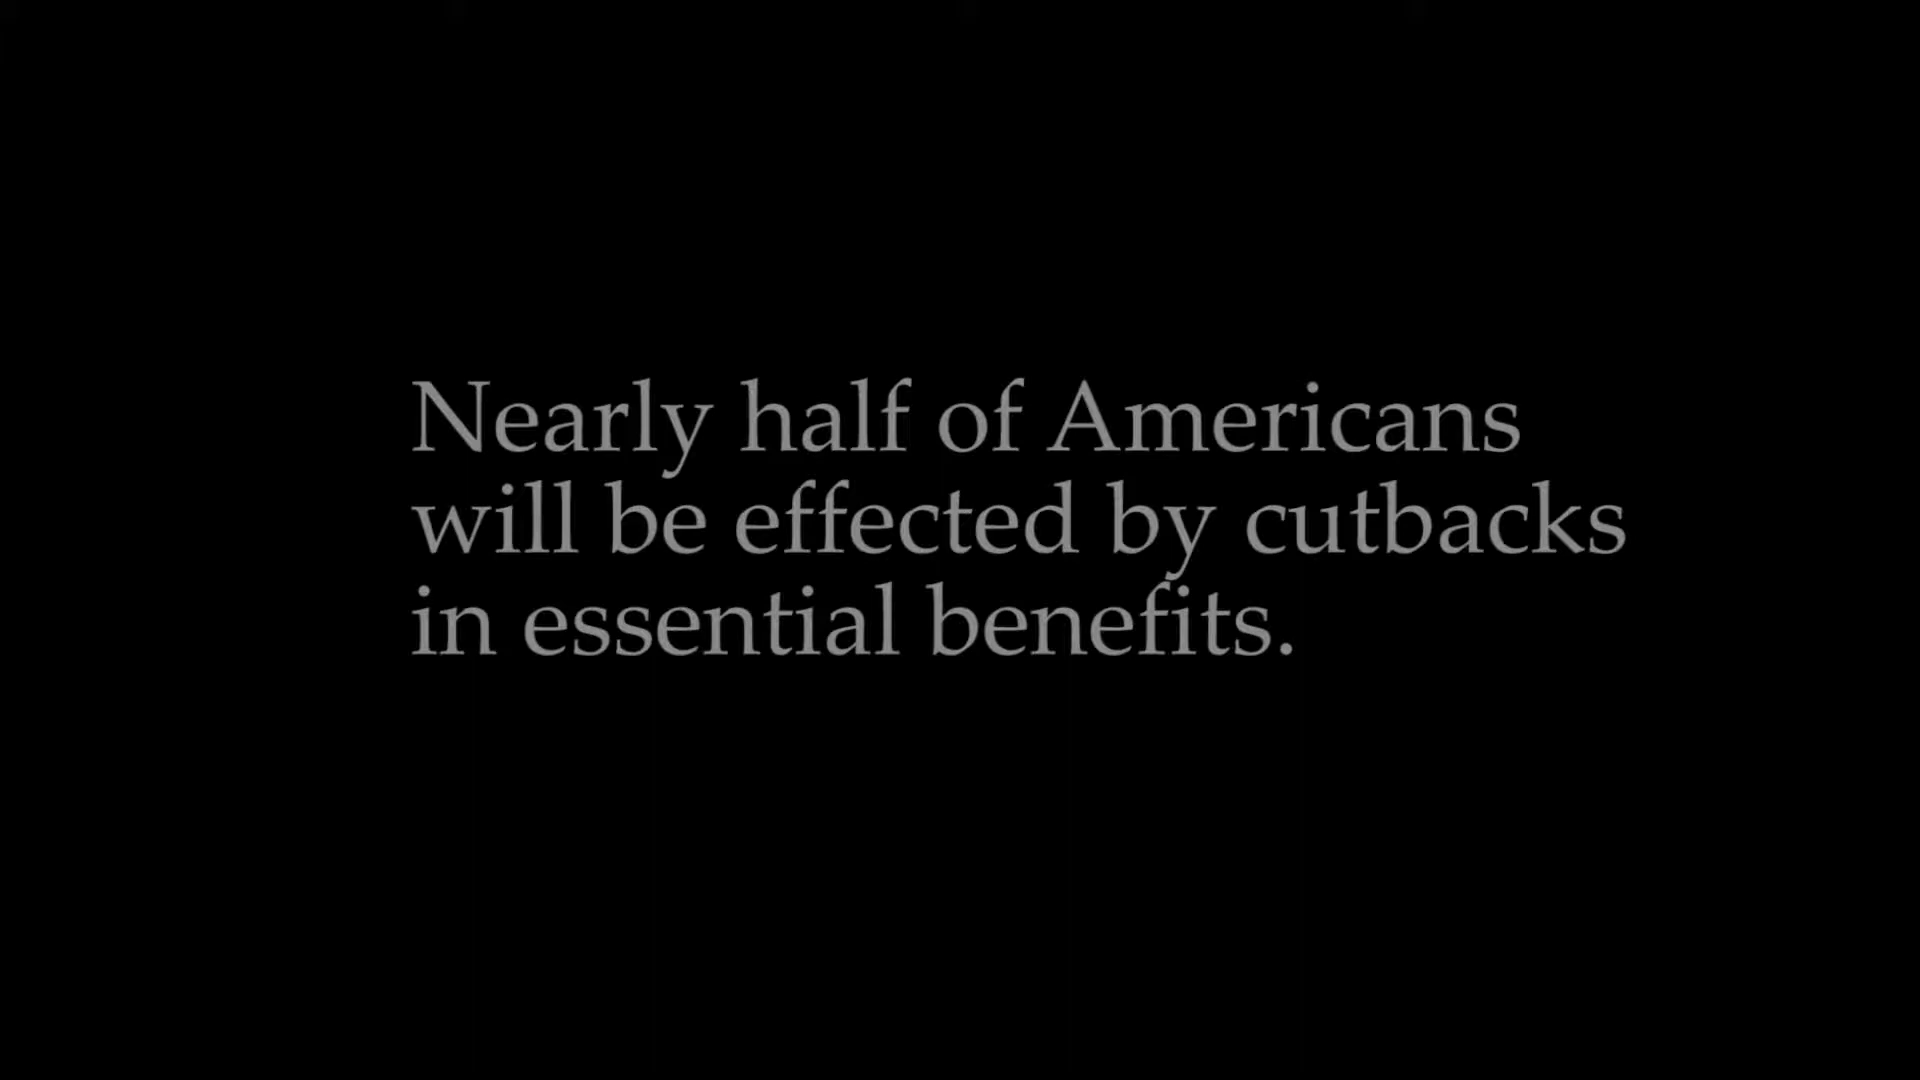 Nearly half of Americans
will be effected by cutbacks
in essential benefits.